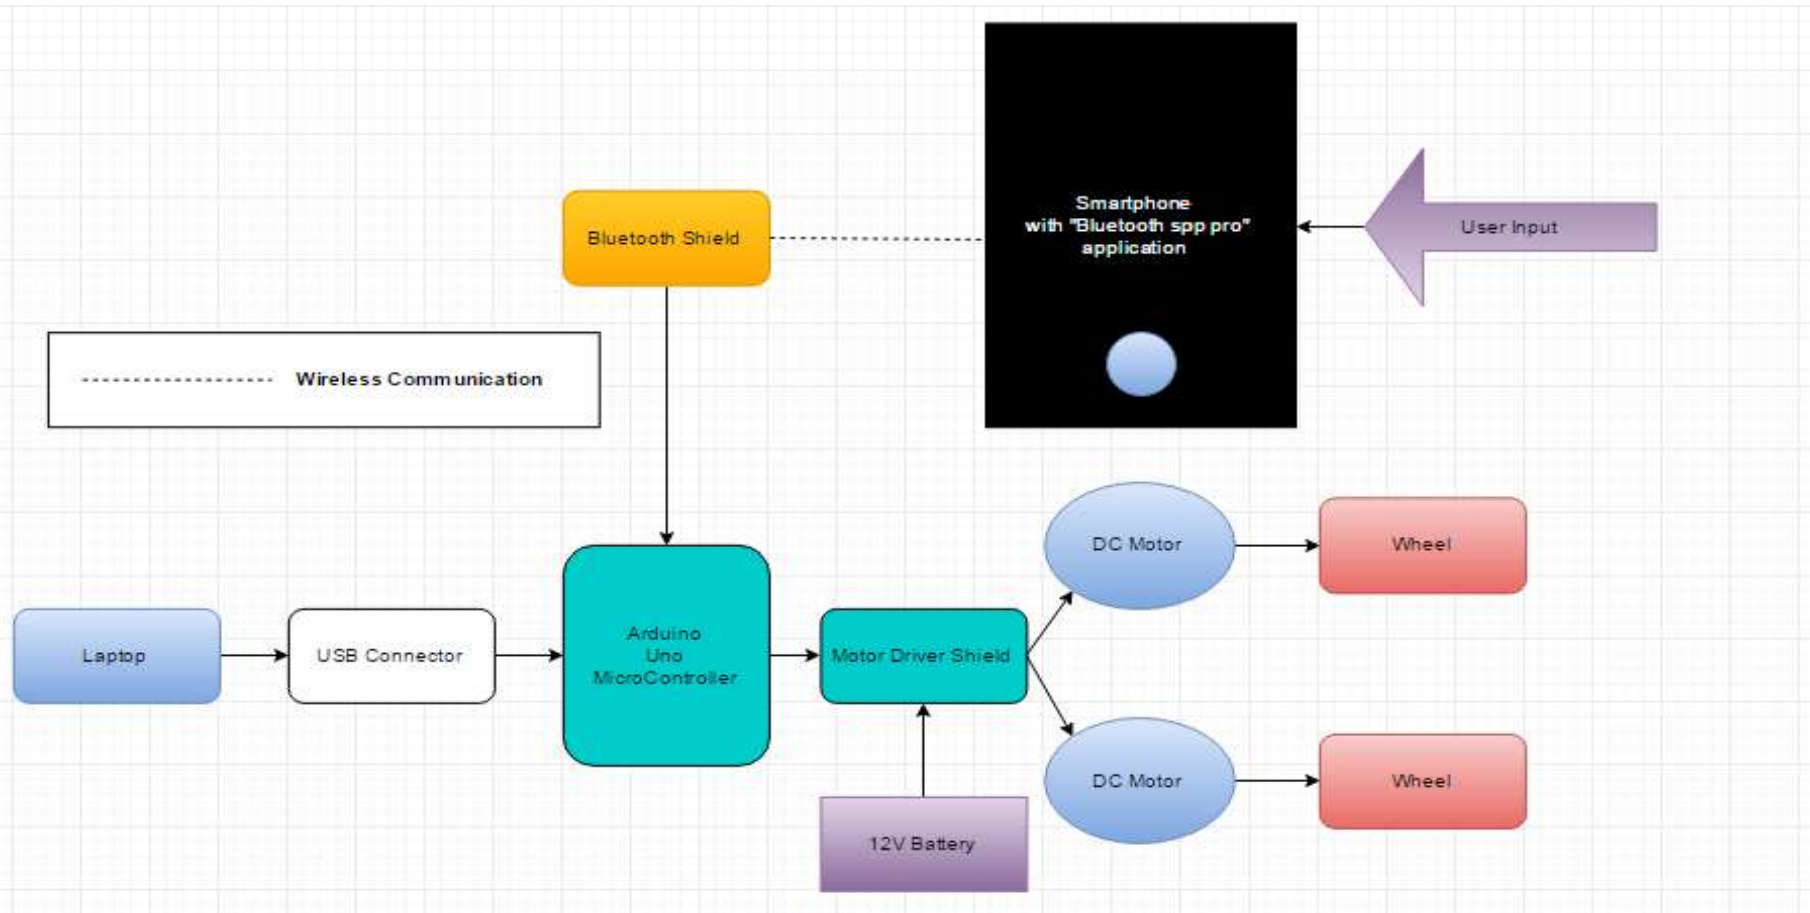 Smartphone
with "Bluetooth spp pro"
application
User Input
Bluetooth Shield
Wireless Communication
DC Motor
Wheel
Laptop
USB Connector
Arduino
Uno
MicroController
Motor Driver Shield
DC Motor
Wheel
12V Battery